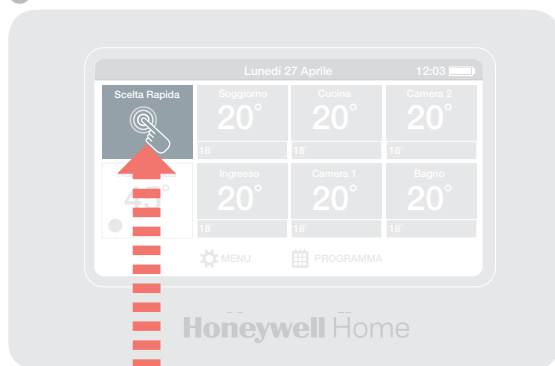 Lunedì 27 Aprile 12:03
Scelta Rapida Soggiorno Cucina Camera 2
20° 20° 20°
18° 18° 18°
Ingresso Camera 1 Bagno
45° 20° 20° 20°
18° 18° 18°
MENU PROGRAMMA
Honeywell Home